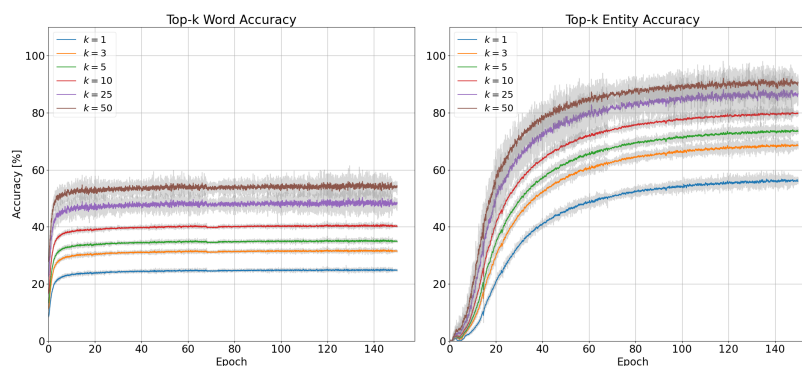 Top-k Word Accuracy
k = 1
k = 3
k = 5
k = 10
k = 25
k = 50
Accuracy [%]
100
80
60
40
20
0
0 20 40 60 80 100 120 140
Epoch
Top-k Entity Accuracy
k = 1
k = 3
k = 5
k = 10
k = 25
k = 50
100
80
60
40
20
0
0 20 40 60 80 100 120 140
Epoch